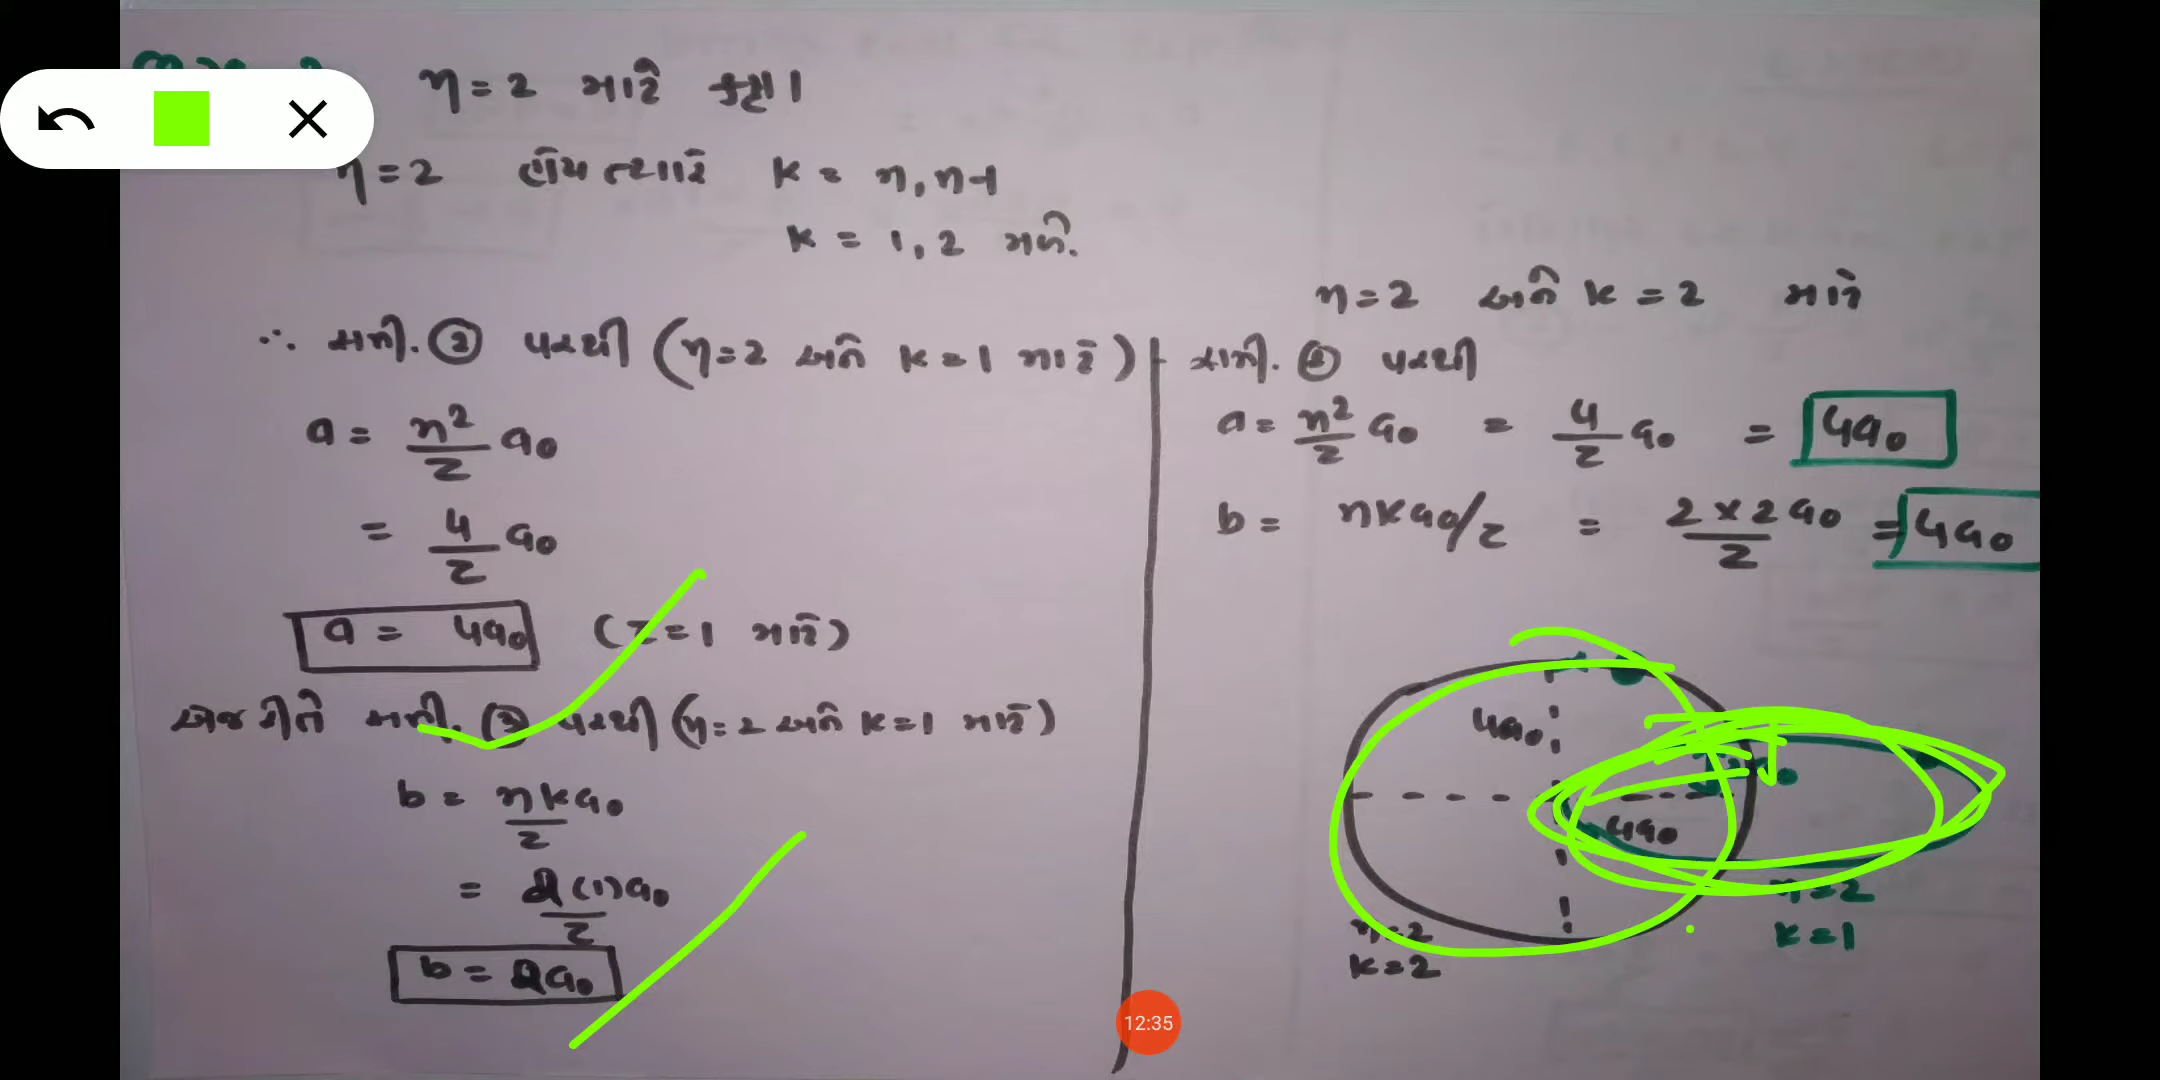 η=2 માટે કક્ષા
η=2 હોય ત્યારે k = n, n-1
k = 1, 2 મળે.
∴ સમી. ② પરથી (η=2 અને k=1 માટે)
a = n²/z a₀
= 4/z a₀
a = 4a₀ (z=1 માટે)
એજ રીતે સમી. ③ પરથી (η=2 અને k=1 માટે)
b = nka₀/z
= 2(1)a₀/z
b = 2a₀
η=2 અને k=2 માટે
સમી. પરથી
a = n²/z a₀ = 4/z a₀ = 4a₀
b = nka₀/z = 2×2a₀/z = 4a₀
4a₀
4a₀
n=2
k=1
n=2
k=2
12:35